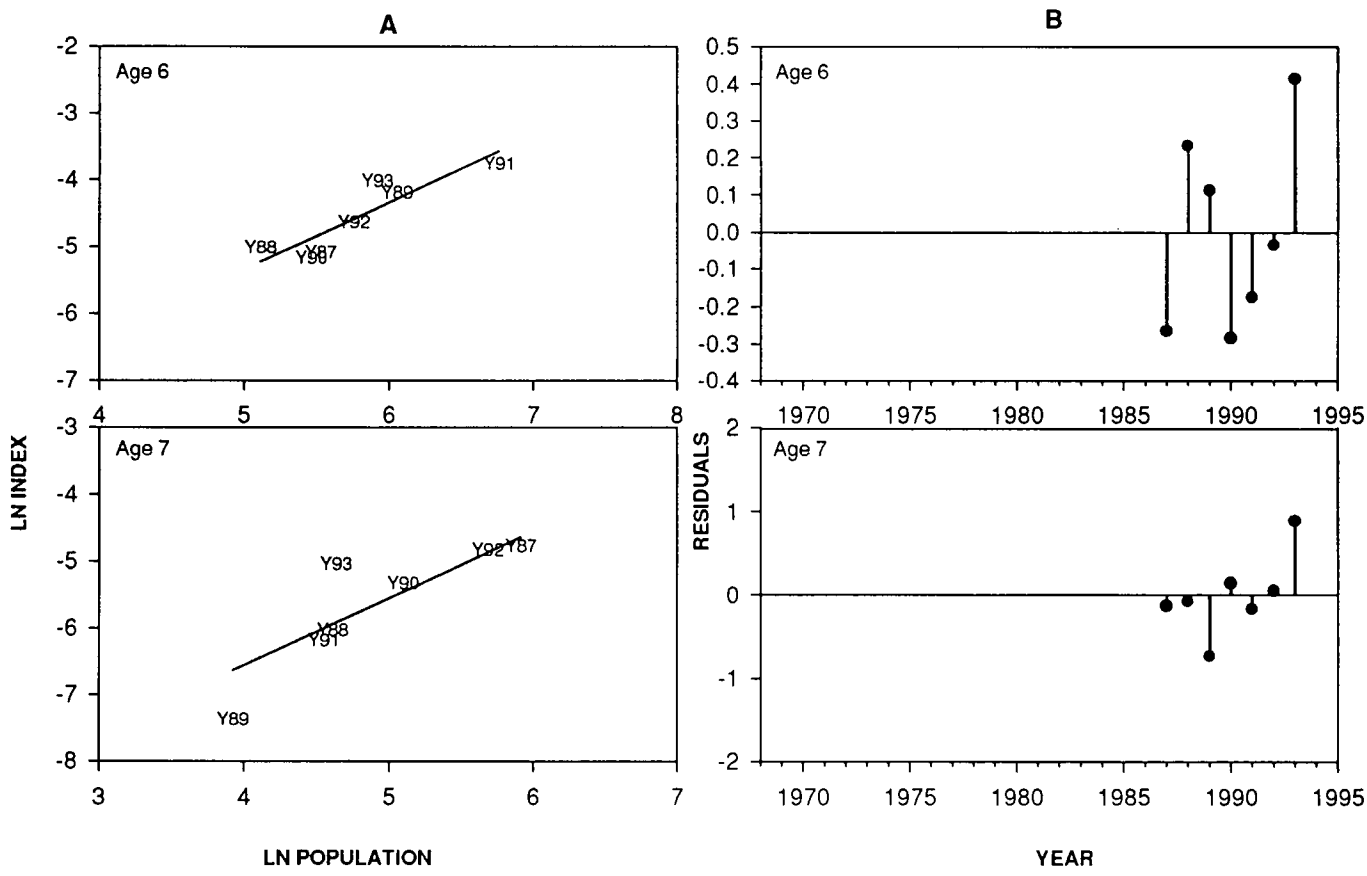 A
B
-2
-3
-4
-5
-6
-7
Age 6
Y93
Y91
Y89
Y92
Y88
Y87
Y90
4 5 6 7 8
0.5
0.4
0.3
0.2
0.1
0.0
-0.1
-0.2
-0.3
-0.4
Age 6
1970 1975 1980 1985 1990 1995
LN INDEX
-3
-4
-5
-6
-7
-8
Age 7
Y93
Y92
Y87
Y90
Y88
Y91
Y89
3 4 5 6 7
LN POPULATION
RESIDUALS
2
1
0
-1
-2
Age 7
1970 1975 1980 1985 1990 1995
YEAR